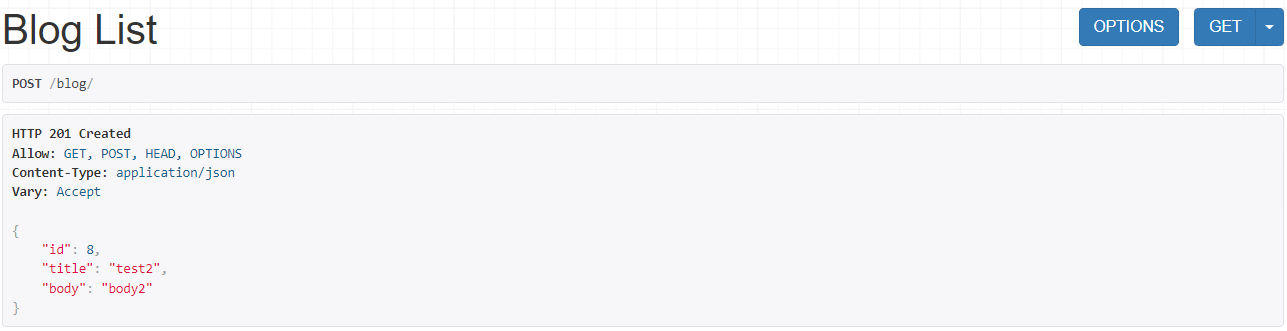 Blog List
OPTIONS
GET
POST /blog/
HTTP 201 Created
Allow: GET, POST, HEAD, OPTIONS
Content-Type: application/json
Vary: Accept
{
    "id": 8,
    "title": "test2",
    "body": "body2"
}